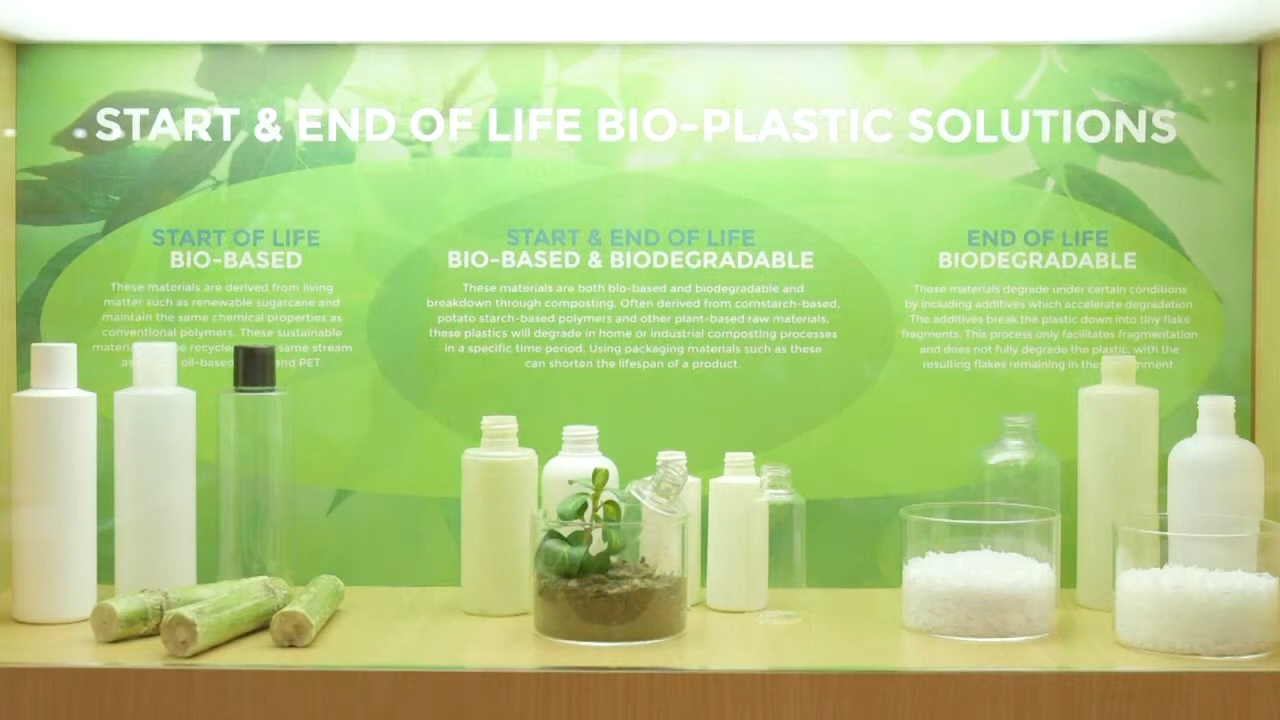 START & END OF LIFE BIO-PLASTIC SOLUTIONS
START OF LIFE
BIO-BASED
These materials are derived from living
matter such as renewable sugarcane and
maintain the same chemical properties as
conventional polymers. These sustainable
recycle same stream
oil-based and PET
START & END OF LIFE
BIO-BASED & BIODEGRADABLE
These materials are both bio-based and biodegradable and
breakdown through composting. Often derived from cornstarch-based,
potato starch-based polymers and other plant-based raw materials,
these plastics will degrade in home or industrial composting processes
in a specific time period. Using packaging materials such as these
can shorten the lifespan of a product.
END OF LIFE
BIODEGRADABLE
These materials degrade under certain conditions
by including additives which accelerate degradation
The additives break the plastic down into tiny flake
fragments. This process only facilitates fragmentation
and does not fully degrade the plastic, with the
resulting flakes remaining in the